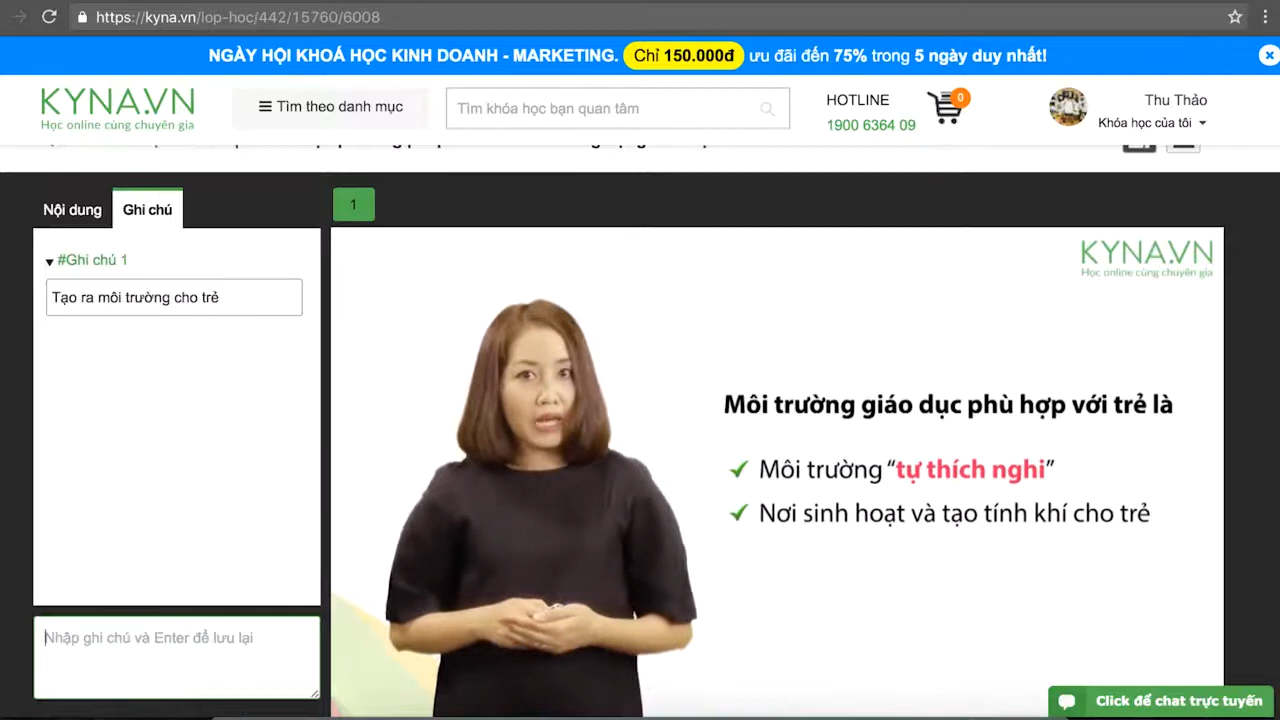 https://kyna.vn/lop-hoc/442/15760/6008
NGÀY HỘI KHOÁ HỌC KINH DOANH - MARKETING. Chỉ 150.000đ ưu đãi đến 75% trong 5 ngày duy nhất!
KYNA.VN
Học online cùng chuyên gia
Tìm theo danh mục
Tìm khóa học bạn quan tâm
HOTLINE
1900 6364 09
0
Thu Thảo
Khóa học của tôi
Nội dung
Ghi chú
1
#Ghi chú 1
Tạo ra môi trường cho trẻ
Nhập ghi chú và Enter để lưu lại
KYNA.VN
Học online cùng chuyên gia
Môi trường giáo dục phù hợp với trẻ là
Môi trường “tự thích nghi”
Nơi sinh hoạt và tạo tính khí cho trẻ
Click để chat trực tuyến